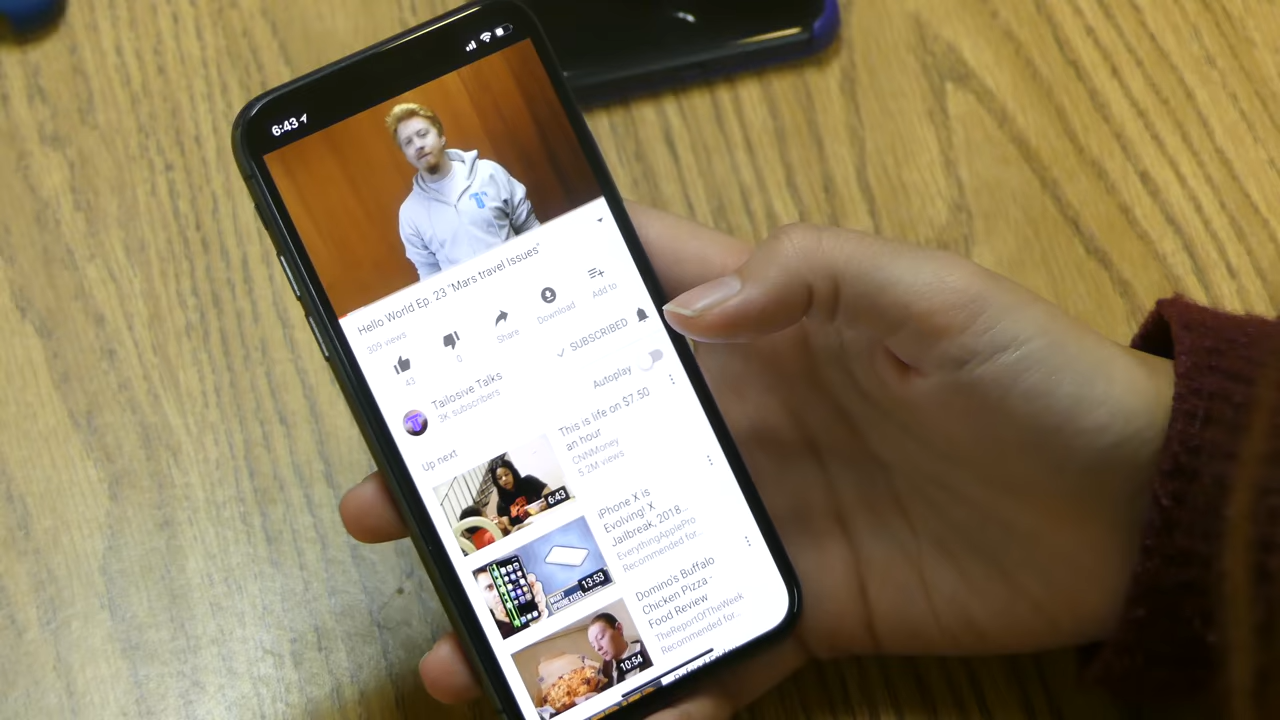 6:43
Hello World Ep. 23 "Mars travel Issues"
309 views
43
0
Share
Download
Add to
Tailosive Talks
3K subscribers
SUBSCRIBED
Autoplay
Up next
6:43
This is life on $7.50
an hour
CNNMoney
5.2M views
13:53
iPhone X is
Evolving! X
Jailbreak, 2018...
EverythingApplePro
Recommended for...
10:54
Domino's Buffalo
Chicken Pizza -
Food Review
TheReportOfTheWeek
Recommended for...